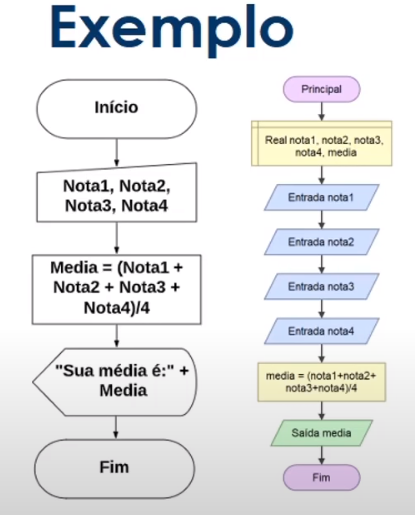 Exemplo
Início
Nota1, Nota2,
Nota3, Nota4
Media = (Nota1 +
Nota2 + Nota3 +
Nota4)/4
"Sua média é:" +
Media
Fim
Principal
Real nota1, nota2, nota3,
nota4, media
Entrada nota1
Entrada nota2
Entrada nota3
Entrada nota4
media = (nota1+nota2+
nota3+nota4)/4
Saída media
Fim